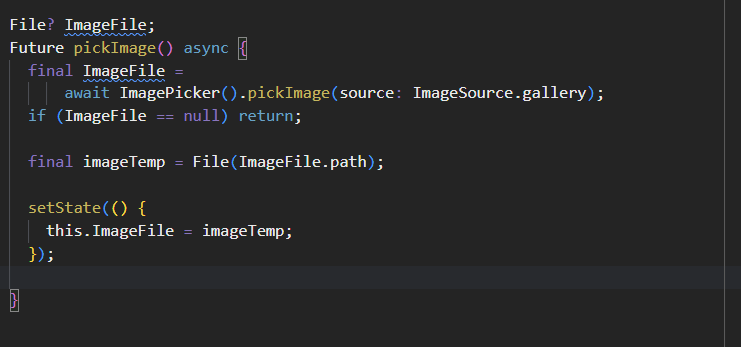 File? ImageFile;
Future pickImage() async {
final ImageFile =
await ImagePicker().pickImage(source: ImageSource.gallery);
if (ImageFile == null) return;
final imageTemp = File(ImageFile.path);
setState(() {
this.ImageFile = imageTemp;
});
}